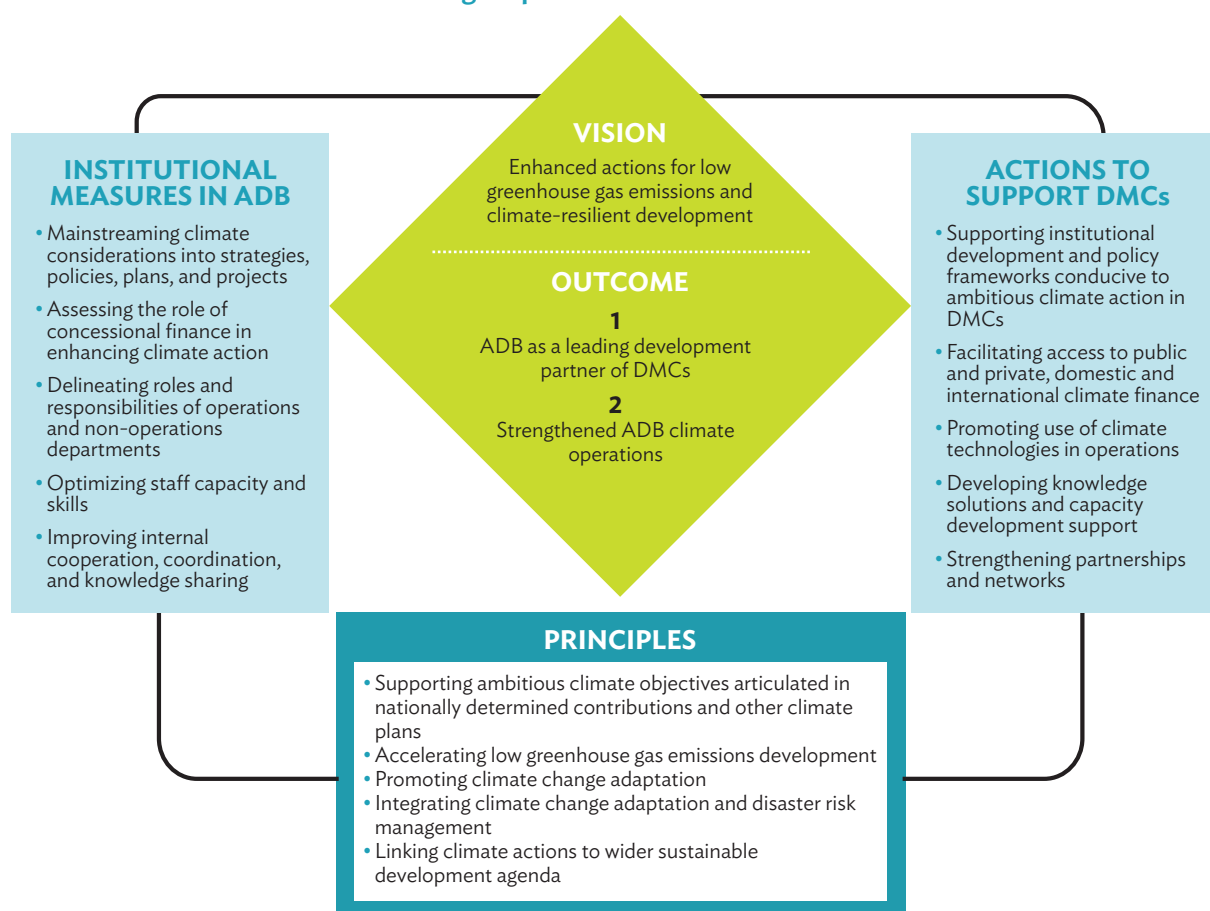 VISION
Enhanced actions for low
greenhouse gas emissions and
climate-resilient development
OUTCOME
1
ADB as a leading development
partner of DMCs
2
Strengthened ADB climate
operations
INSTITUTIONAL
MEASURES IN ADB
• Mainstreaming climate
considerations into strategies,
policies, plans, and projects
• Assessing the role of
concessional finance in
enhancing climate action
• Delineating roles and
responsibilities of operations
and non-operations
departments
• Optimizing staff capacity and
skills
• Improving internal
cooperation, coordination,
and knowledge sharing
ACTIONS TO
SUPPORT DMCs
• Supporting institutional
development and policy
frameworks conducive to
ambitious climate action in
DMCs
• Facilitating access to public
and private, domestic and
international climate finance
• Promoting use of climate
technologies in operations
• Developing knowledge
solutions and capacity
development support
• Strengthening partnerships
and networks
PRINCIPLES
• Supporting ambitious climate objectives articulated in
nationally determined contributions and other climate
plans
• Accelerating low greenhouse gas emissions development
• Promoting climate change adaptation
• Integrating climate change adaptation and disaster risk
management
• Linking climate actions to wider sustainable
development agenda